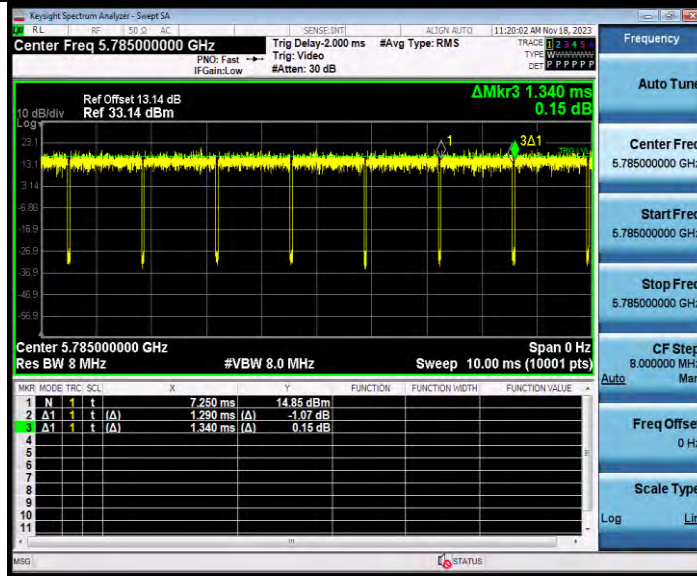 Keysight Spectrum Analyzer - Swept SA
RL RF 50 Ω AC SENSE:INT ALIGN AUTO 11:20:02 AM Nov 18, 2023
Center Freq 5.785000000 GHz
PNO: Fast
IFGain:Low
Trig Delay-2.000 ms
Trig: Video
#Atten: 30 dB
#Avg Type: RMS
TRACE 1 2 3 4 5 6
TYPE W
DET P P P P P P
Ref Offset 13.14 dB
Ref 33.14 dBm
10 dB/div
Log
ΔMkr3 1.340 ms
0.15 dB
23.1
13.1
3.14
-6.86
-16.9
-26.9
-36.9
-46.9
-56.9
1
3Δ1
Center 5.785000000 GHz
Span 0 Hz
Res BW 8 MHz
#VBW 8.0 MHz
Sweep 10.00 ms (10001 pts)
MKR MODE TRC SCL X Y FUNCTION FUNCTION WIDTH FUNCTION VALUE
1 N 1 t 7.250 ms 14.85 dBm
2 Δ1 1 t (Δ) 1.290 ms (Δ) -1.07 dB
3 Δ1 1 t (Δ) 1.340 ms (Δ) 0.15 dB
4
5
6
7
8
9
10
11
MSG
STATUS
Frequency
Auto Tune
Center Freq
5.785000000 GHz
Start Freq
5.785000000 GHz
Stop Freq
5.785000000 GHz
CF Step
8.000000 MHz
Auto Man
Freq Offset
0 Hz
Scale Type
Log Lin